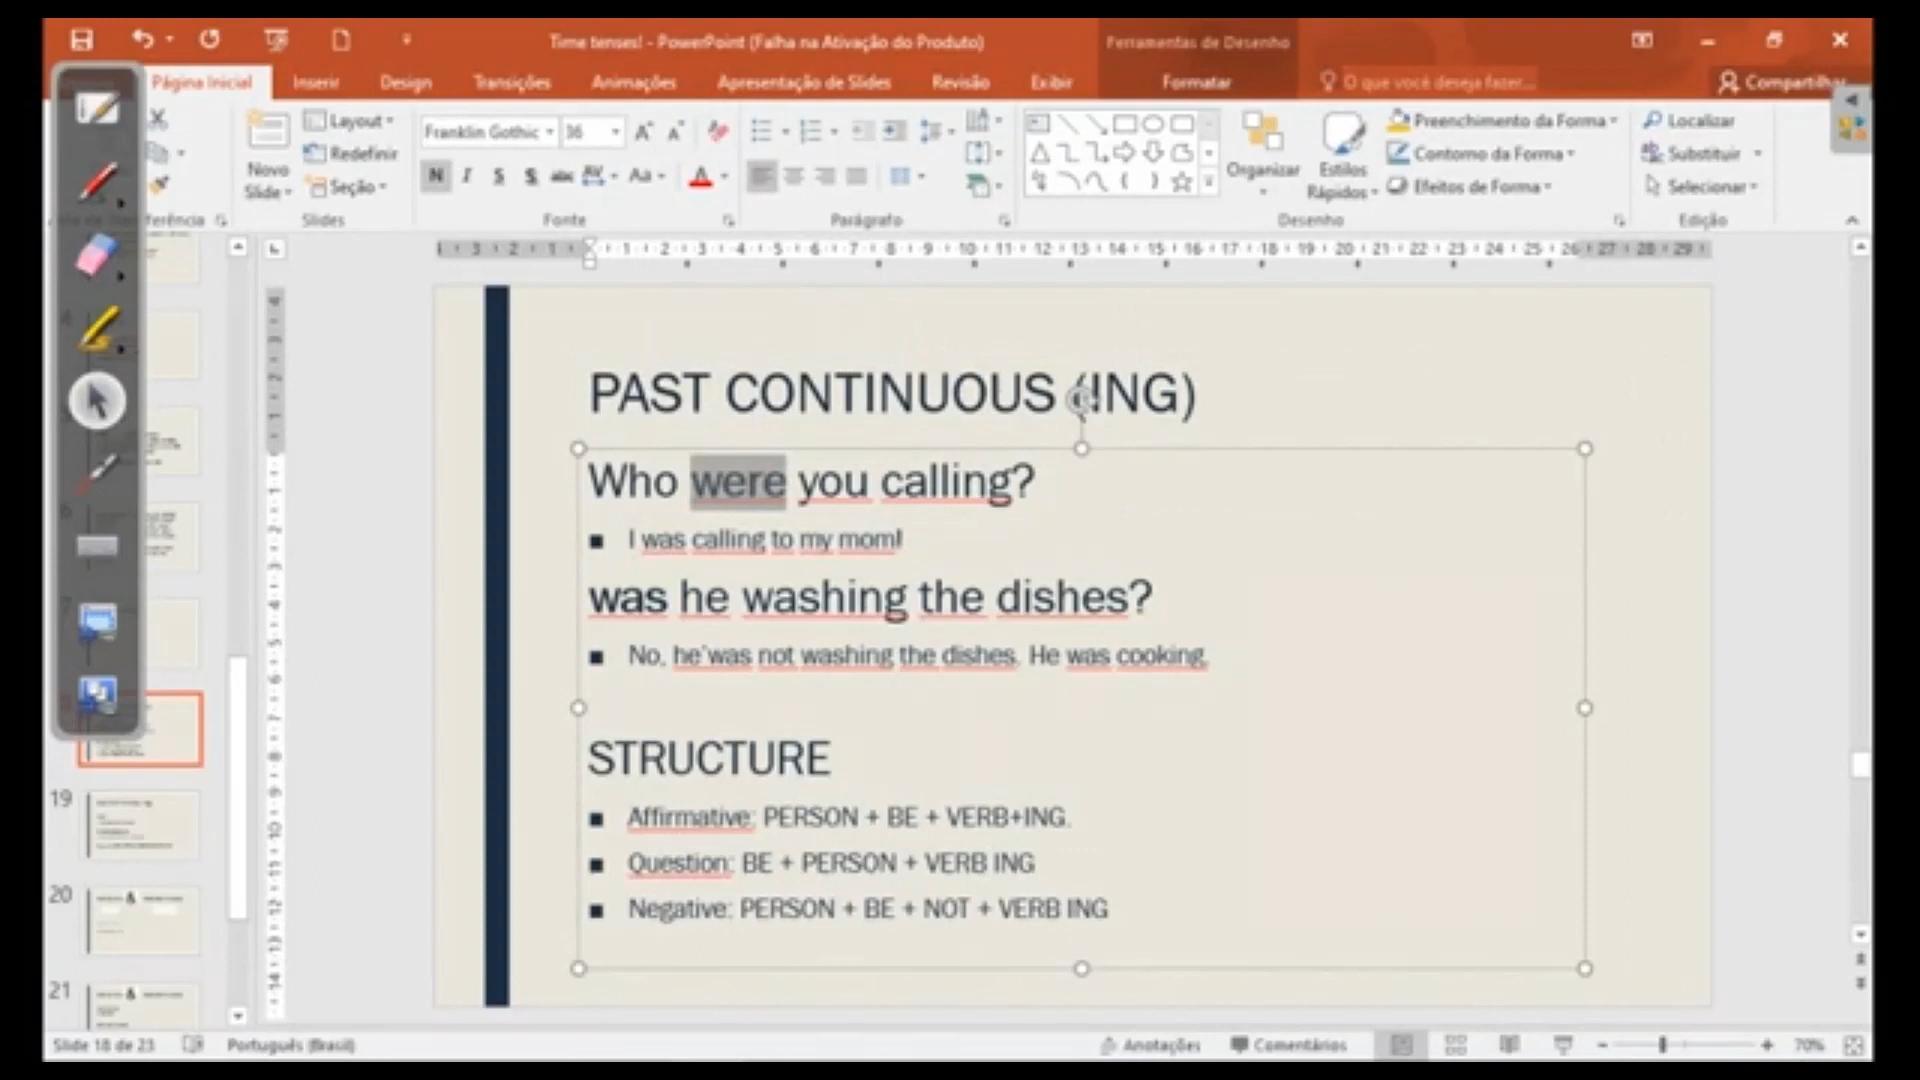 Time tenses! - PowerPoint (Falha na Ativação do Produto)
Ferramentas de Desenho
Página Inicial
Inserir
Design
Transições
Animações
Apresentação de Slides
Revisão
Exibir
Formatar
O que você deseja fazer...
Compartilhar
Novo
Slide
Layout
Redefinir
Seção
Slides
Franklin Gothic
36
N I S S abc AV Aa A
Fonte
Parágrafo
Organizar
Estilos
Rápidos
Preenchimento da Forma
Contorno da Forma
Efeitos de Forma
Desenho
Localizar
Substituir
Selecionar
Edição
PAST CONTINUOUS (ING)
Who were you calling?
■ I was calling to my mom!
was he washing the dishes?
■ No, he'was not washing the dishes. He was cooking.
STRUCTURE
■ Affirmative: PERSON + BE + VERB+ING.
■ Question: BE + PERSON + VERB ING
■ Negative: PERSON + BE + NOT + VERB ING
19
20
21
Slide 18 de 23
Português (Brasil)
Anotações
Comentários
70%